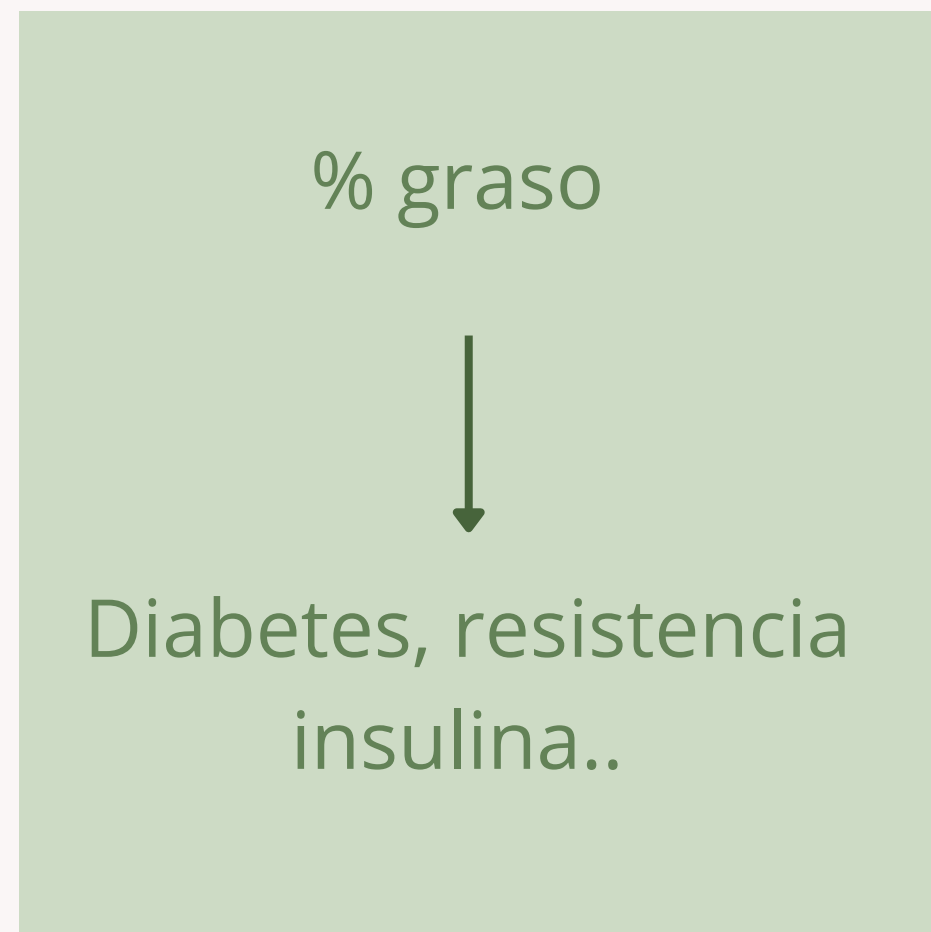 % graso
Diabetes, resistencia
insulina..